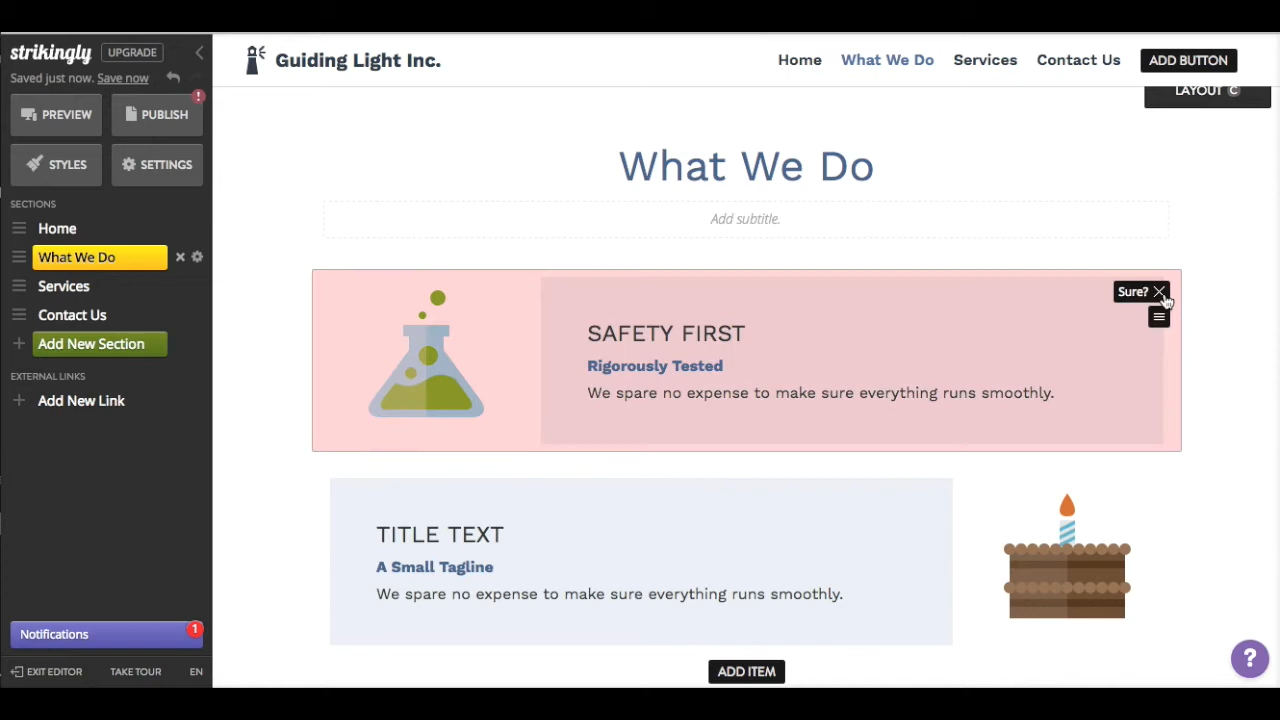 strikingly UPGRADE
Saved just now. Save now
PREVIEW PUBLISH !
STYLES SETTINGS
SECTIONS
Home
What We Do
Services
Contact Us
Add New Section
EXTERNAL LINKS
Add New Link
Notifications 1
EXIT EDITOR TAKE TOUR EN
Guiding Light Inc. Home What We Do Services Contact Us ADD BUTTON
LAYOUT C
What We Do
Add subtitle.
Sure?
SAFETY FIRST
Rigorously Tested
We spare no expense to make sure everything runs smoothly.
TITLE TEXT
A Small Tagline
We spare no expense to make sure everything runs smoothly.
ADD ITEM
?